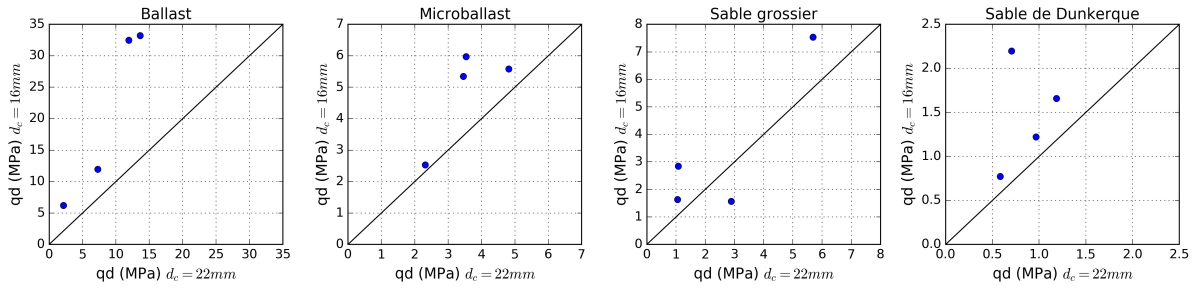 Ballast
35
30
25
20
15
10
5
0
qd (MPa) d_c = 16mm
0 5 10 15 20 25 30 35
qd (MPa) d_c = 22mm
Microballast
7
6
5
4
3
2
1
0
qd (MPa) d_c = 16mm
0 1 2 3 4 5 6 7
qd (MPa) d_c = 22mm
Sable grossier
8
7
6
5
4
3
2
1
0
qd (MPa) d_c = 16mm
0 1 2 3 4 5 6 7 8
qd (MPa) d_c = 22mm
Sable de Dunkerque
2.5
2.0
1.5
1.0
0.5
0.0
qd (MPa) d_c = 16mm
0.0 0.5 1.0 1.5 2.0 2.5
qd (MPa) d_c = 22mm